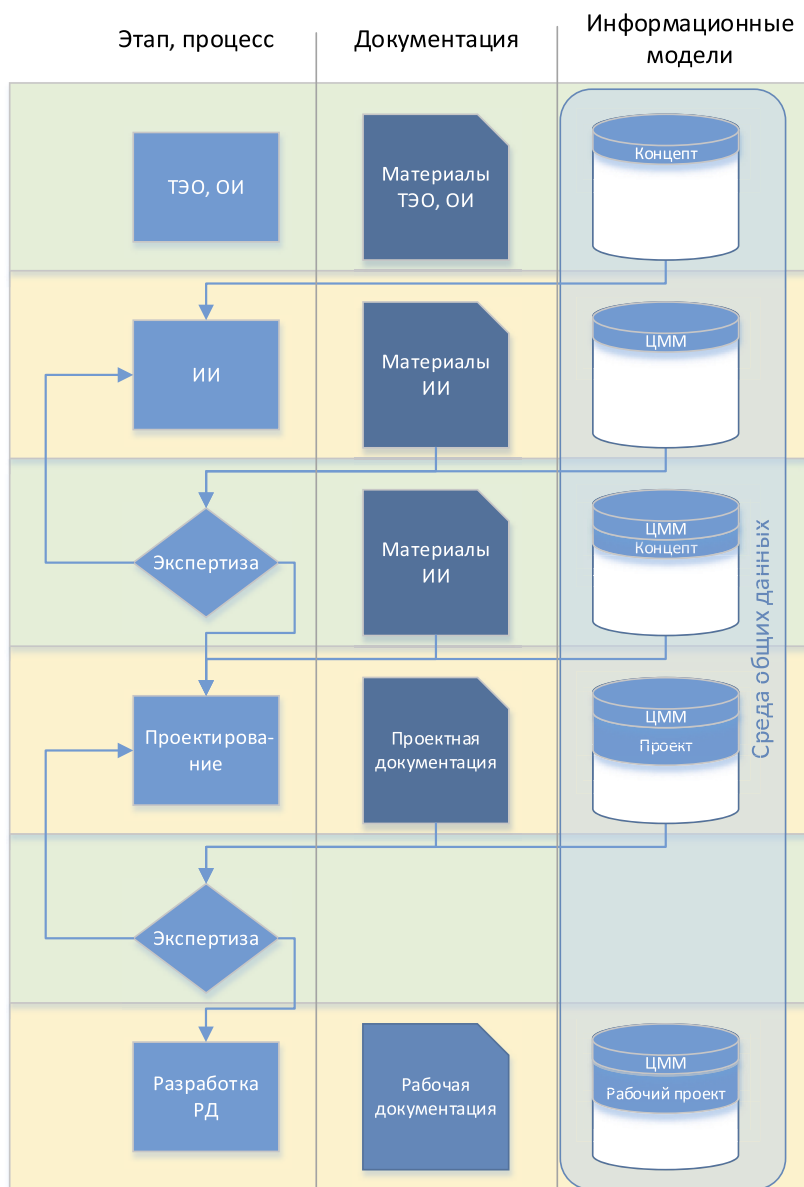 Этап, процесс
Документация
Информационные
модели
ТЭО, ОИ
Материалы
ТЭО, ОИ
Концепт
ИИ
Материалы
ИИ
ЦММ
Экспертиза
Материалы
ИИ
ЦММ
Концепт
Среда общих данных
Проектирова-
ние
Проектная
документация
ЦММ
Проект
Экспертиза
Разработка
РД
Рабочая
документация
ЦММ
Рабочий проект